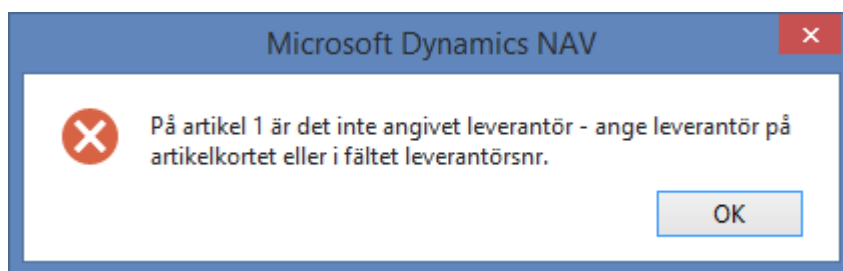 Microsoft Dynamics NAV
På artikel 1 är det inte angivet leverantör - ange leverantör på
artikelkortet eller i fältet leverantörsnr.
OK